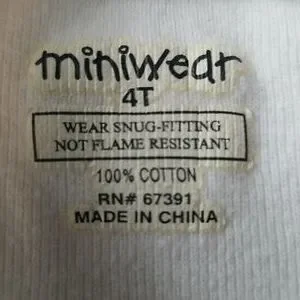 miniwear
4T
WEAR SNUG-FITTING
NOT FLAME RESISTANT
100% COTTON
RN# 67391
MADE IN CHINA